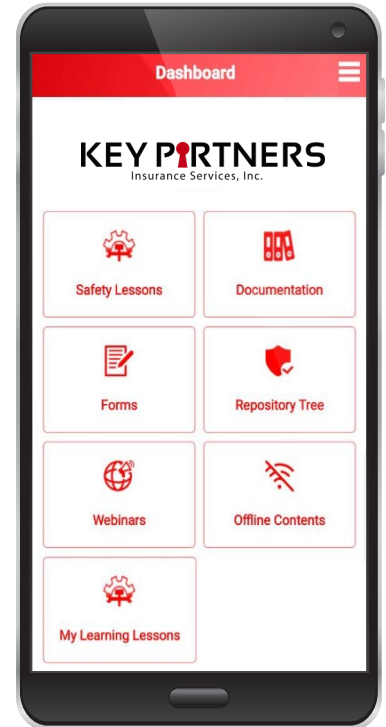 Dashboard
KEY PARTNERS
Insurance Services, Inc.
Safety Lessons
Documentation
Forms
Repository Tree
Webinars
Offline Contents
My Learning Lessons